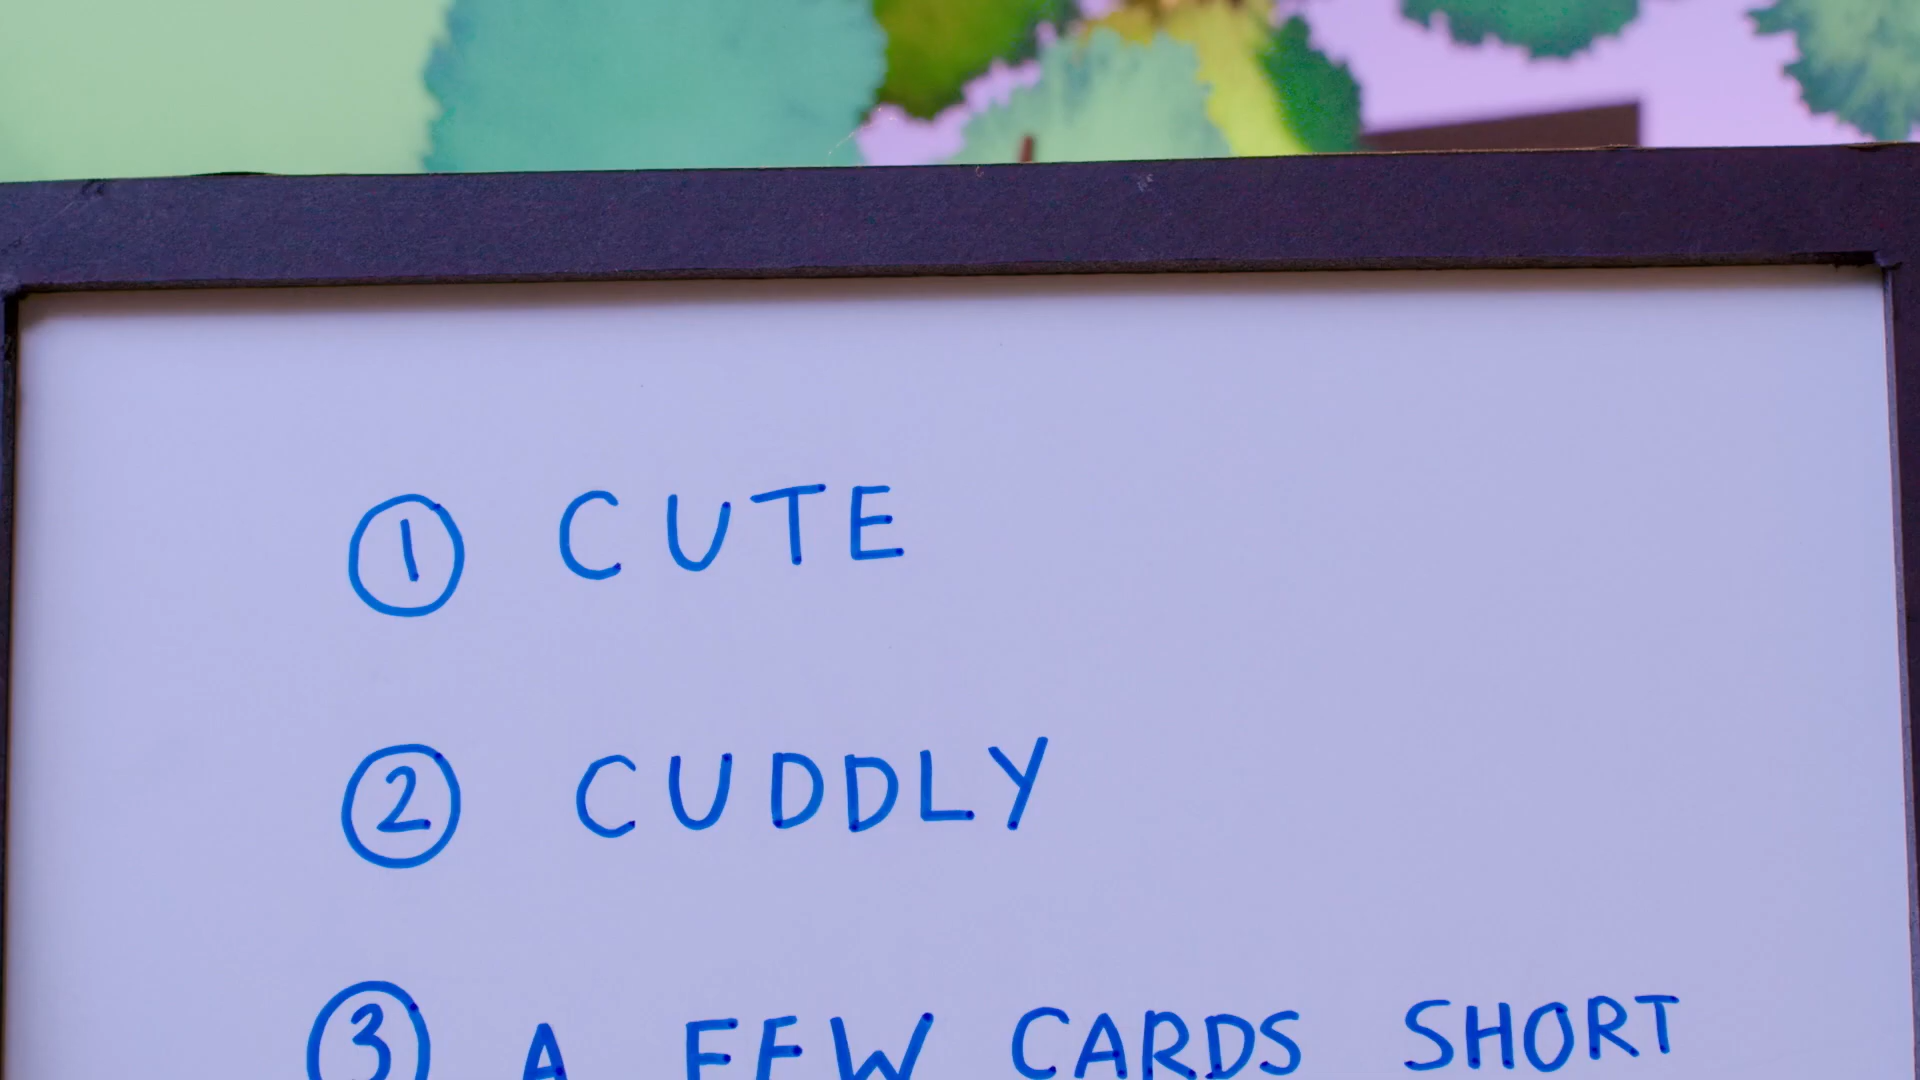 ① CUTE
② CUDDLY
③ A FEW CARDS SHORT